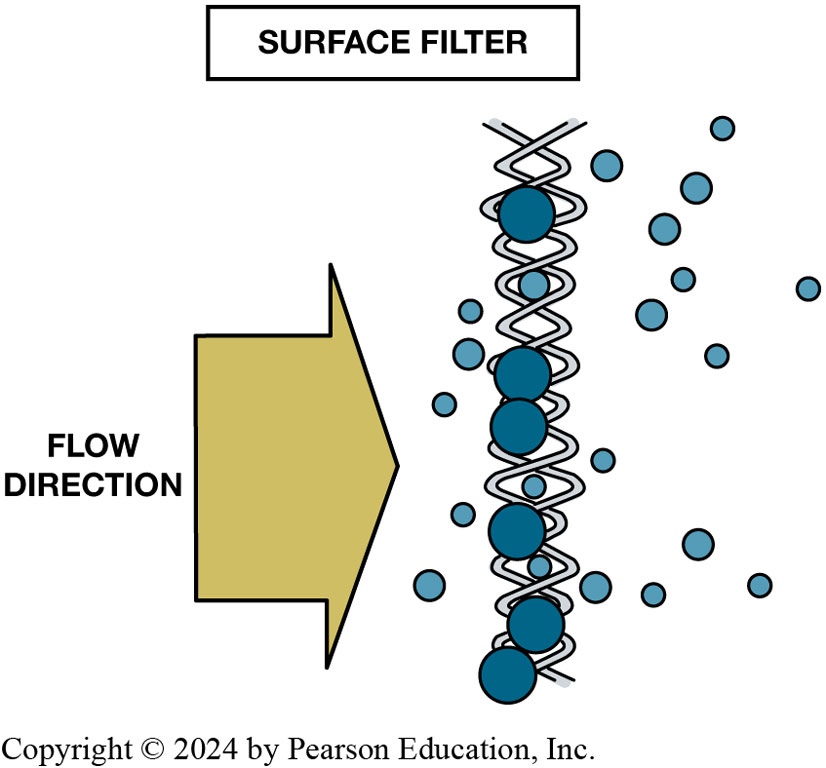 SURFACE FILTER
FLOW
DIRECTION
Copyright © 2024 by Pearson Education, Inc.